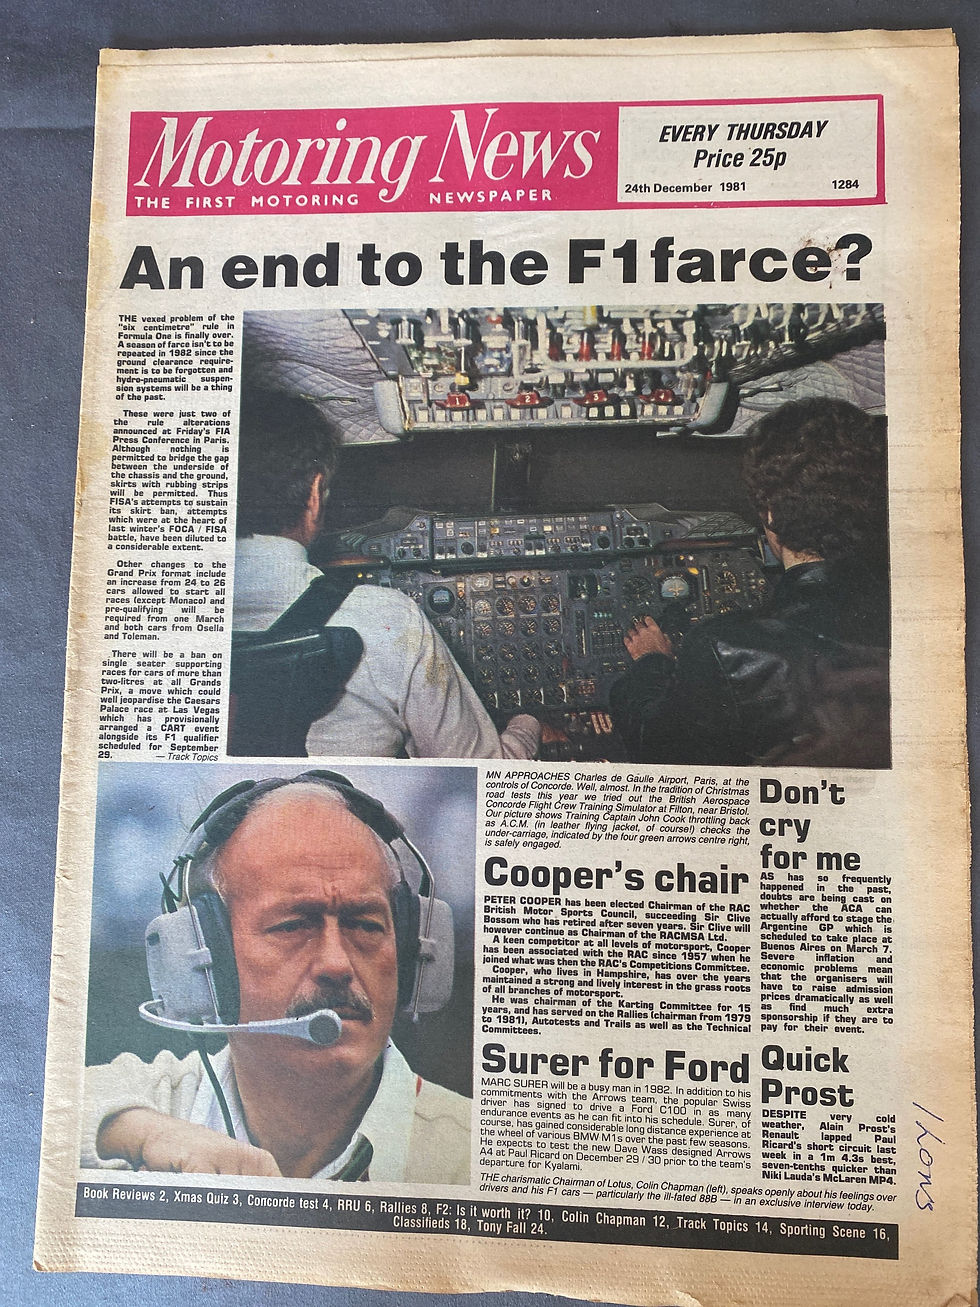 Motoring News
THE FIRST MOTORING NEWSPAPER
EVERY THURSDAY
Price 25p
24th December 1981
1284
An end to the F1 farce?
THE vexed problem of the
"six centimetre" rule in
Formula One is finally over.
A season of farce isn't to be
repeated in 1982 since the
ground clearance require-
ment is to be forgotten and
hydro-pneumatic suspen-
sion systems will be a thing
of the past.
These were just two of
the rule alterations
announced at Friday's FIA
Press Conference in Paris.
Although nothing is
permitted to bridge the gap
between the underside of
the chassis and the ground,
skirts with rubbing strips
will be permitted. Thus
FISA's attempts to sustain
its skirt ban, attempts
which were at the heart of
last winter's FOCA / FISA
battle, have been diluted to
a considerable extent.
Other changes to the
Grand Prix format include
an increase from 24 to 26
cars allowed to start all
races (except Monaco) and
pre-qualifying will be
required from one March
and both cars from Osella
and Toleman.
There will be a ban on
single seater supporting
races for cars of more than
two-litres at all Grands
Prix, a move which could
well jeopardise the Caesars
Palace race at Las Vegas
which has provisionally
arranged a CART event
alongside its F1 qualifier
scheduled for September
29. — Track Topics
MN APPROACHES Charles de Gaulle Airport, Paris, at the
controls of Concorde. Well, almost. In the tradition of Christmas
road tests this year we tried out the British Aerospace
Concorde Flight Crew Training Simulator at Filton, near Bristol.
Our picture shows Training Captain John Cook throttling back
as A.C.M. (in leather flying jacket, of course!) checks the
under-carriage, indicated by the four green arrows centre right,
is safely engaged.
Cooper's chair
PETER COOPER has been elected Chairman of the RAC
British Motor Sports Council, succeeding Sir Clive
Bossom who has retired after seven years. Sir Clive will
however continue as Chairman of the RACMSA Ltd.
A keen competitor at all levels of motorsport, Cooper
has been associated with the RAC since 1957 when he
joined what was then the RAC's Competitions Committee.
Cooper, who lives in Hampshire, has over the years
maintained a strong and lively interest in the grass roots
of all branches of motorsport.
He was chairman of the Karting Committee for 15
years, and has served on the Rallies (chairman from 1979
to 1981), Autotests and Trails as well as the Technical
Committees.
Surer for Ford
MARC SURER will be a busy man in 1982. In addition to his
commitments with the Arrows team, the popular Swiss
driver has signed to drive a Ford C100 in as many
endurance events as he can fit into his schedule. Surer, of
course, has gained considerable long distance experience at
the wheel of various BMW M1s over the past few seasons.
He expects to test the new Dave Wass designed Arrows
A4 at Paul Ricard on December 29 / 30 prior to the team's
departure for Kyalami.
Don't
cry
for me
AS has so frequently
happened in the past,
doubts are being cast on
whether the ACA can
actually afford to stage the
Argentine GP which is
scheduled to take place at
Buenos Aires on March 7.
Severe inflation and
economic problems mean
that the organisers will
have to raise admission
prices dramatically as well
as find much extra
sponsorship if they are to
pay for their event.
Quick
Prost
DESPITE very cold
weather, Alain Prost's
Renault lapped Paul
Ricard's short circuit last
week in a 1m 4.3s best,
seven-tenths quicker than
Niki Lauda's McLaren MP4.
THE charismatic Chairman of Lotus, Colin Chapman (left), speaks openly about his feelings over
drivers and his F1 cars — particularly the ill-fated 88B — in an exclusive interview today.
Book Reviews 2, Xmas Quiz 3, Concorde test 4, RRU 6, Rallies 8, F2: Is it worth it? 10, Colin Chapman 12, Track Topics 14, Sporting Scene 16,
Classifieds 18, Tony Fall 24.